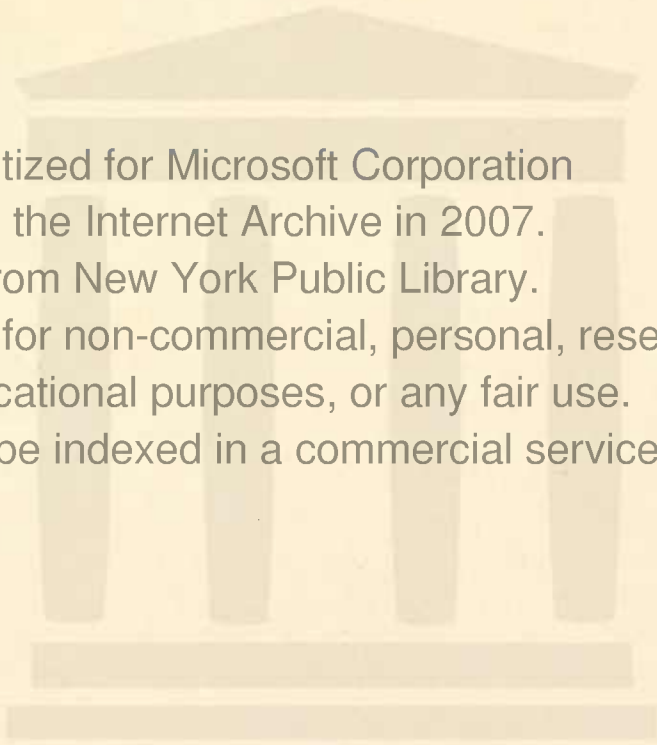 tized for Microsoft Corporation
the Internet Archive in 2007.
rom New York Public Library.
for non-commercial, personal, rese
cational purposes, or any fair use.
be indexed in a commercial service